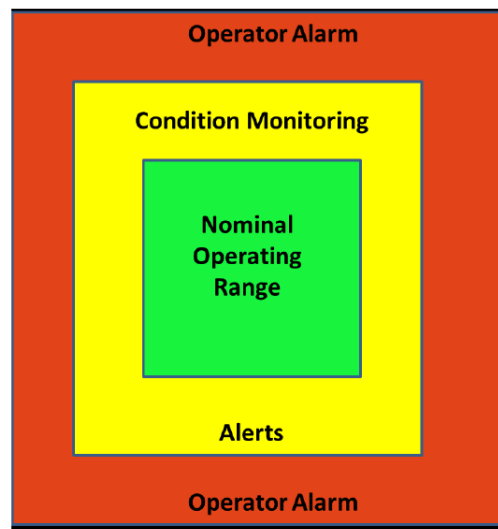 Operator Alarm
Condition Monitoring
Nominal
Operating
Range
Alerts
Operator Alarm